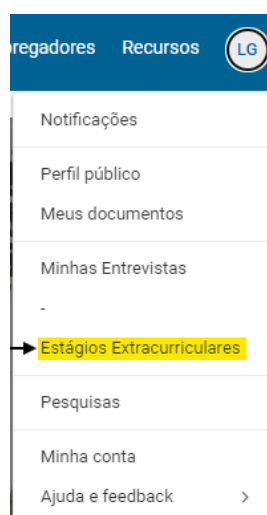 regadores Recursos LG
Notificações
Perfil público
Meus documentos
Minhas Entrevistas
-
Estágios Extracurriculares
Pesquisas
Minha conta
Ajuda e feedback >